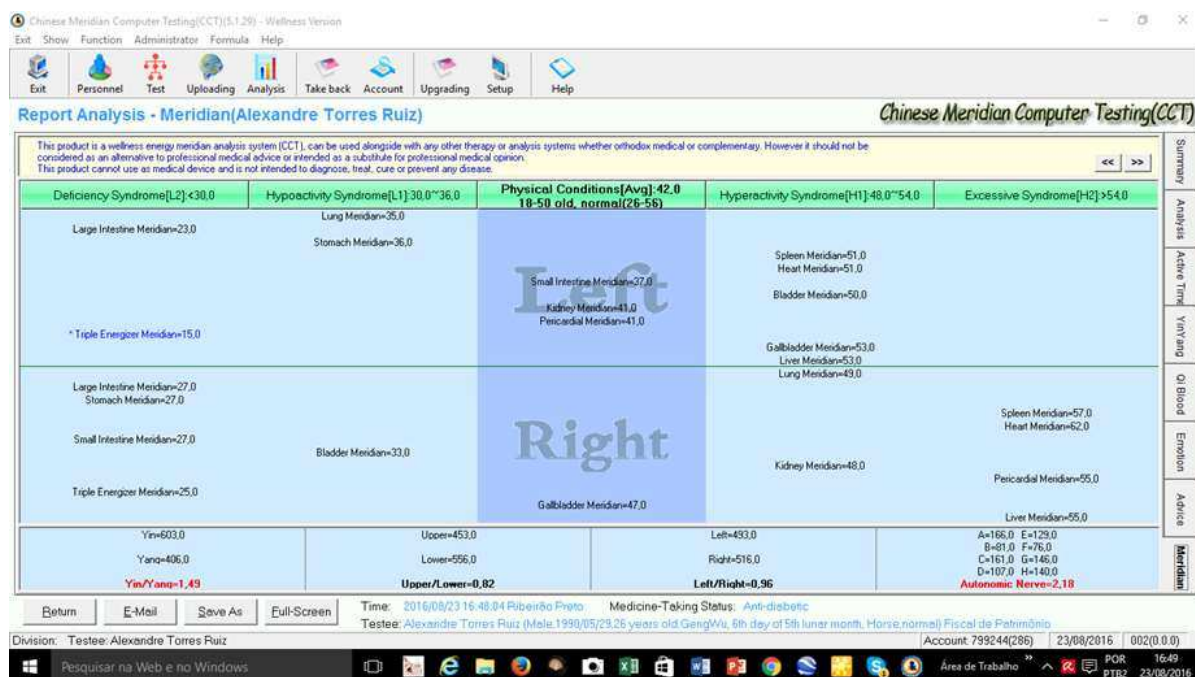 Chinese Meridian Computer Testing(CCT)(5.1.29) - Wellness Version
Exit Show Function Administrator Formula Help
Exit Personnel Test Uploading Analysis Take back Account Upgrading Setup Help
Report Analysis - Meridian(Alexandre Torres Ruiz)
Chinese Meridian Computer Testing(CCT)
This product is a wellness energy meridian analysis system (CCT), can be used alongside with any other therapy or analysis systems whether orthodox medical or complementary. However it should not be
considered as an alternative to professional medical advice or intended as a substitute for professional medical opinion.
This product cannot use as medical device and is not intended to diagnose, treat, cure or prevent any disease.
<< >>
Deficiency Syndrome[L2]:<30,0
Hypoactivity Syndrome[L1]:30,0~36,0
Physical Conditions[Avg]:42,0
18-50 old, normal(26-56)
Hyperactivity Syndrome[H1]:48,0~54,0
Excessive Syndrome[H2]:>54,0
Left
Lung Meridian=35,0
Large Intestine Meridian=23,0
Stomach Meridian=36,0
Spleen Meridian=51,0
Heart Meridian=51,0
Small Intestine Meridian=37,0
Bladder Meridian=50,0
Kidney Meridian=41,0
Pericardial Meridian=41,0
* Triple Energizer Meridian=15,0
Gallbladder Meridian=53,0
Liver Meridian=53,0
Right
Lung Meridian=49,0
Large Intestine Meridian=27,0
Stomach Meridian=27,0
Spleen Meridian=57,0
Heart Meridian=62,0
Small Intestine Meridian=27,0
Bladder Meridian=33,0
Kidney Meridian=48,0
Pericardial Meridian=55,0
Triple Energizer Meridian=25,0
Gallbladder Meridian=47,0
Liver Meridian=55,0
Yin=603,0
Yang=406,0
Yin/Yang=1,49
Upper=453,0
Lower=556,0
Upper/Lower=0,82
Left=493,0
Right=516,0
Left/Right=0,96
A=166,0 E=129,0
B=81,0 F=76,0
C=161,0 G=146,0
D=107,0 H=140,0
Autonomic Nerve=2,18
Summary
Analysis
Active Time
YinYang
Qi Blood
Emotion
Advice
Meridian
Return E-Mail Save As Full-Screen
Time: 2016/08/23 16:48:04 Ribeirão Preto Medicine-Taking Status: Anti-diabetic
Testee: Alexandre Torres Ruiz (Male,1990/05/29,26 years old GengWu, 6th day of 5th lunar month, Horse,normal) Fiscal de Patrimônio
Division: Testee: Alexandre Torres Ruiz
Account: 799244(286) 23/08/2016 002(0.0.0)
Pesquisar na Web e no Windows
Área de Trabalho
POR
PTB2
16:49
23/08/2016